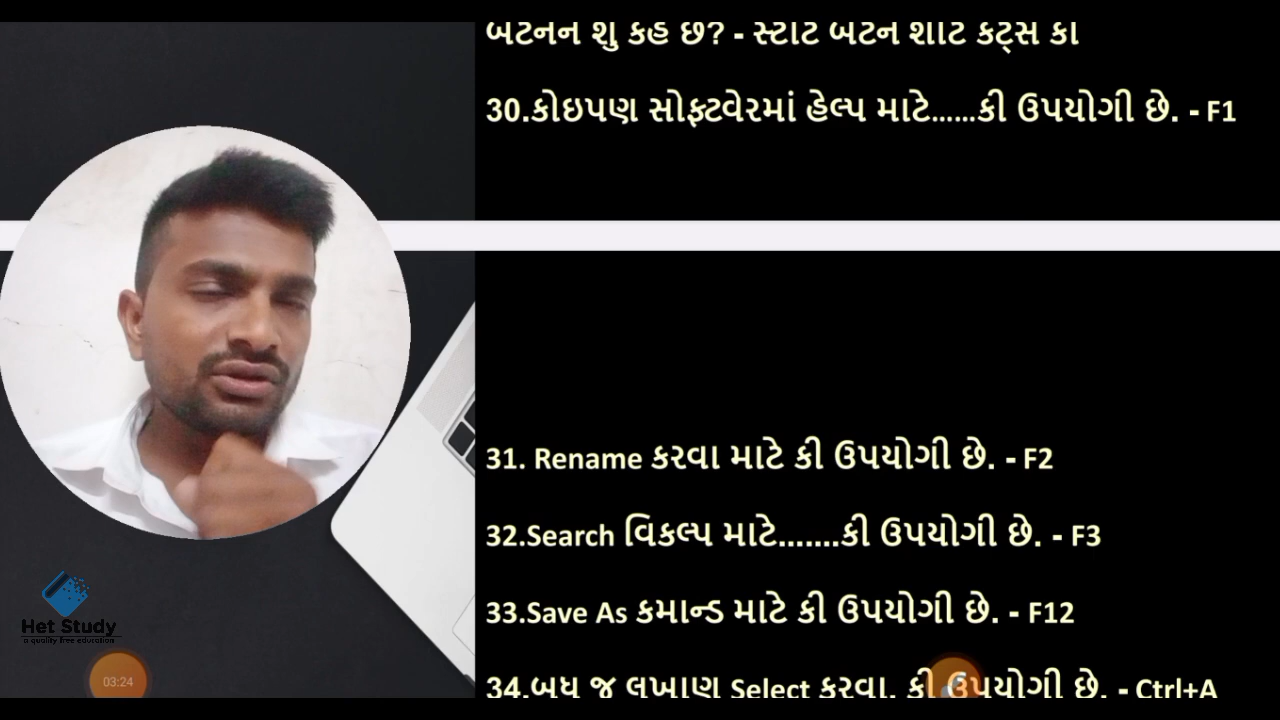 બટનને શું કહે છે? - સ્ટાર્ટ બટન શોર્ટ કટ્સ કી
30.કોઇપણ સોફ્ટવેરમાં હેલ્પ માટે......કી ઉપયોગી છે. - F1
31. Rename કરવા માટે કી ઉપયોગી છે. - F2
32.Search વિકલ્પ માટે.......કી ઉપયોગી છે. - F3
33.Save As કમાન્ડ માટે કી ઉપયોગી છે. - F12
34.બધુ જ લખાણ Select કરવા. કી ઉપયોગી છે. - Ctrl+A
Het Study
a quality free education
03:24